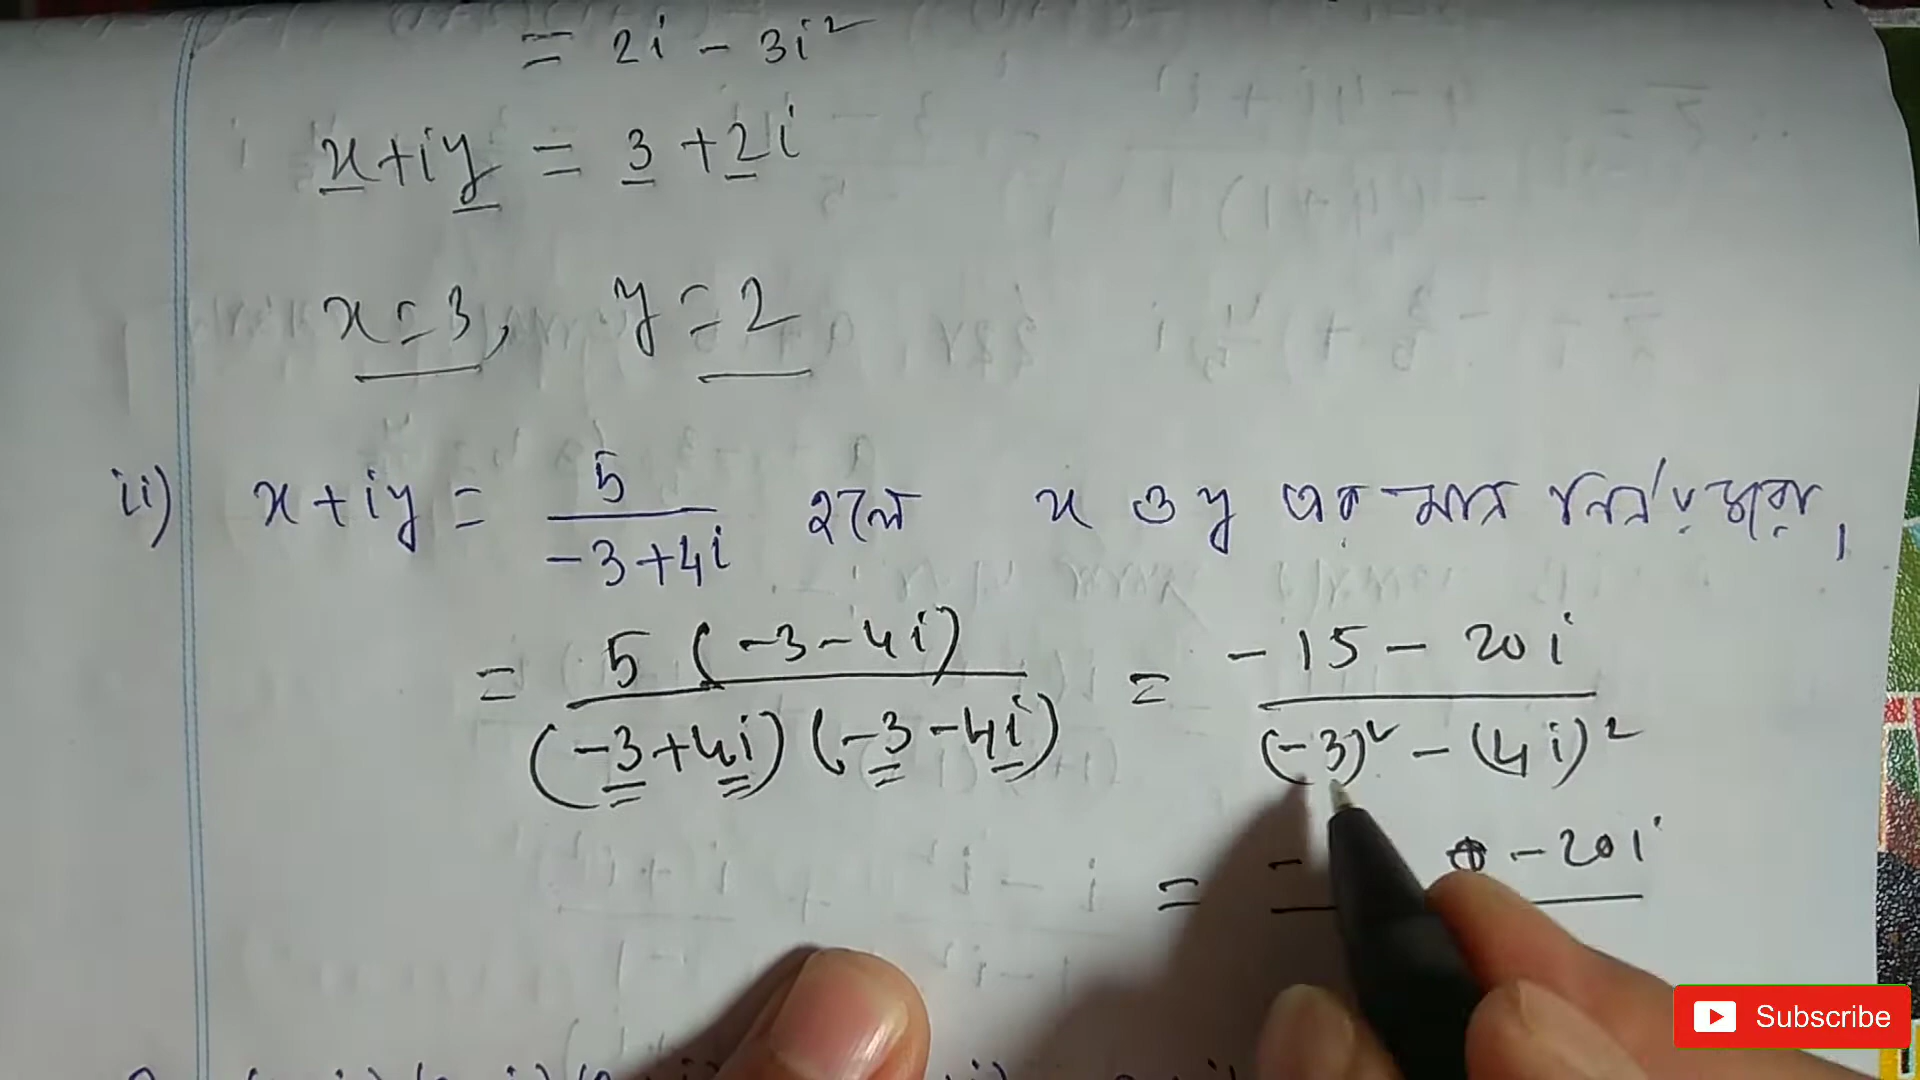 = 2i - 3i²
x+iy = 3+2i
x=3, y=2
ii) x+iy = 5/(-3+4i) হলে x ও y এর মান নির্ণয় করো,
= 5(-3-4i)/((-3+4i)(-3-4i)) = (-15-20i)/((-3)²-(4i)²)
= - -20i
Subscribe